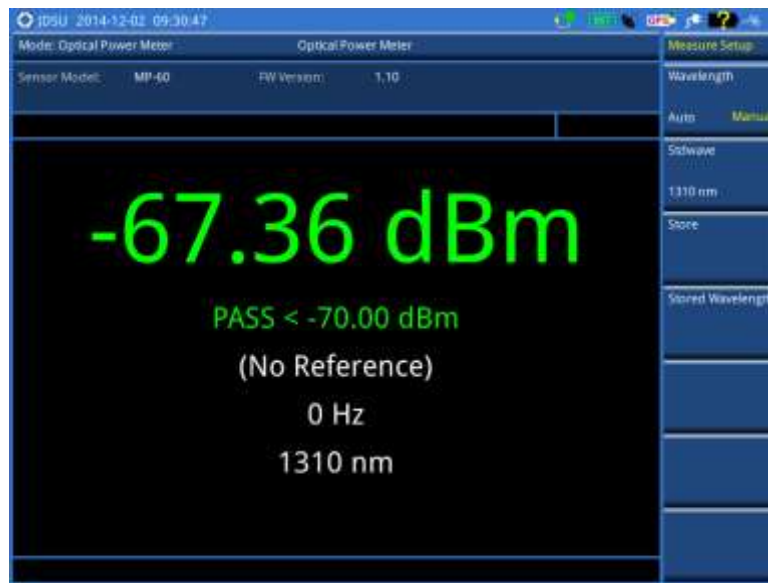 JDSU 2014-12-02 09:30:47
Mode: Optical Power Meter Optical Power Meter
Measure Setup
Sensor Model: MP-60 FW Version: 1.10
Wavelength
Auto
Stdwave
1310 nm
Store
Stored
-67.36 dBm
PASS < -70.00 dBm
(No Reference)
0 Hz
1310 nm